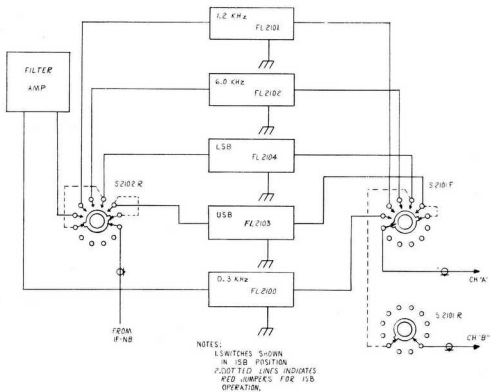 1.2 KHz
FL2101
FILTER
AMP
6.0 KHz
FL2102
LSB
FL2104
S2102 R
S2101 F
USB
FL2103
0.3 KHz
FL2100
CH "A"
S2101 R
CH "B"
FROM
IF-NB
NOTES:
1.SWITCHES SHOWN
IN ISB POSITION
2.DOTTED LINES INDICATES
RED JUMPERS FOR ISB
OPERATION.